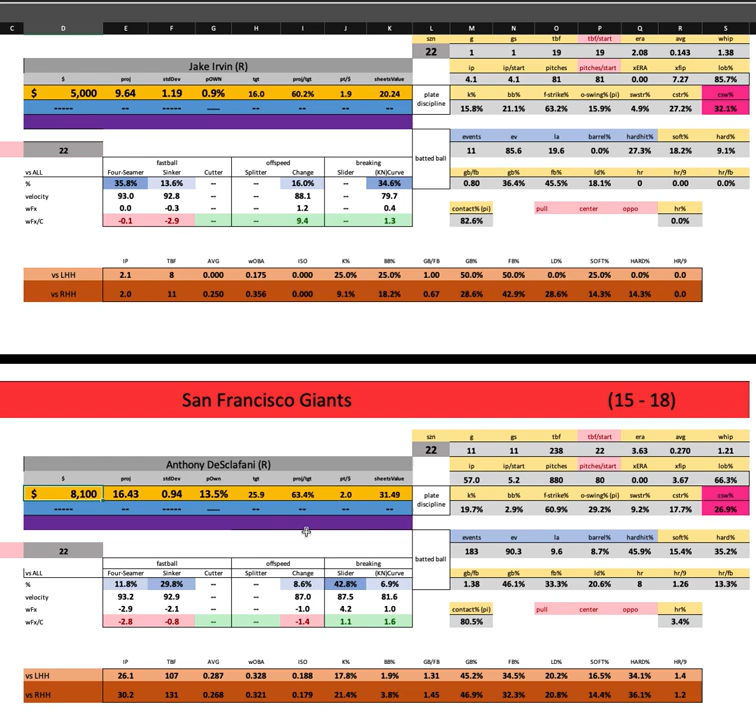 C D E F G H I J K L M N O P Q R S
szn g gs tbf tbf/start era avg whip
22 1 1 19 19 2.08 0.143 1.38
Jake Irvin (R) ip ip/start pitches pitches/start xERA xfip lob%
$ proj stdDev pOWN tgt proj/tgt pt/$ sheetsValue 4.1 4.1 81 81 0.00 7.27 85.7%
$ 5,000 9.64 1.19 0.9% 16.0 60.2% 1.9 20.24 plate discipline k% bb% f-strike% o-swing% (pi) swstr% cstr% csw%
----- -- -- ---- -- -- -- -- 15.8% 21.1% 63.2% 15.9% 4.9% 27.2% 32.1%
events ev la barrel% hardhit% soft% hard%
22 batted ball 11 85.6 19.6 0.0% 27.3% 18.2% 9.1%
fastball offspeed breaking
vs ALL Four-Seamer Sinker Cutter Splitter Change Slider (KN)Curve gb/fb gb% fb% ld% hr hr/9 hr/fb
% 35.8% 13.6% -- -- 16.0% -- 34.6% 0.80 36.4% 45.5% 18.1% 0 0.00 0.0%
velocity 93.0 92.8 -- -- 88.1 -- 79.7
wFx 0.0 -0.3 -- -- 1.2 -- 0.4 contact% (pi) pull center oppo hr%
wFx/C -0.1 -2.9 -- -- 9.4 -- 1.3 82.6% 0.0%
IP TBF AVG wOBA ISO K% BB% GB/FB GB% FB% LD% SOFT% HARD% HR/9
vs LHH 2.1 8 0.000 0.175 0.000 25.0% 25.0% 1.00 50.0% 50.0% 0.0% 25.0% 0.0% 0.0
vs RHH 2.0 11 0.250 0.356 0.000 9.1% 18.2% 0.67 28.6% 42.9% 28.6% 14.3% 14.3% 0.0
San Francisco Giants (15 - 18)
szn g gs tbf tbf/start era avg whip
22 11 11 238 22 3.63 0.270 1.21
Anthony DeSclafani (R) ip ip/start pitches pitches/start xERA xfip lob%
$ proj stdDev pOwn tgt proj/tgt pt/$ sheetsValue 57.0 5.2 880 80 0.00 3.67 66.3%
$ 8,100 16.43 0.94 13.5% 25.9 63.4% 2.0 31.49 plate discipline k% bb% f-strike% o-swing% (pi) swstr% cstr% csw%
----- -- -- ---- -- -- -- -- 19.7% 2.9% 60.9% 29.2% 9.2% 17.7% 26.9%
events ev la barrel% hardhit% soft% hard%
22 batted ball 183 90.3 9.6 8.7% 45.9% 15.4% 35.2%
fastball offspeed breaking
vs ALL Four-Seamer Sinker Cutter Splitter Change Slider (KN)Curve gb/fb gb% fb% ld% hr hr/9 hr/fb
% 11.8% 29.8% -- -- 8.6% 42.8% 6.9% 1.38 46.1% 33.3% 20.6% 8 1.26 13.3%
velocity 93.2 92.9 -- -- 87.0 87.5 81.6
wFx -2.9 -2.1 -- -- -1.0 4.2 1.0 contact% (pi) pull center oppo hr%
wFx/C -2.8 -0.8 -- -- -1.4 1.1 1.6 80.5% 3.4%
IP TBF AVG wOBA ISO K% BB% GB/FB GB% FB% LD% SOFT% HARD% HR/9
vs LHH 26.1 107 0.287 0.328 0.188 17.8% 1.9% 1.31 45.2% 34.5% 20.2% 16.5% 34.1% 1.4
vs RHH 30.2 131 0.268 0.321 0.179 21.4% 3.8% 1.45 46.9% 32.3% 20.8% 14.4% 36.1% 1.2